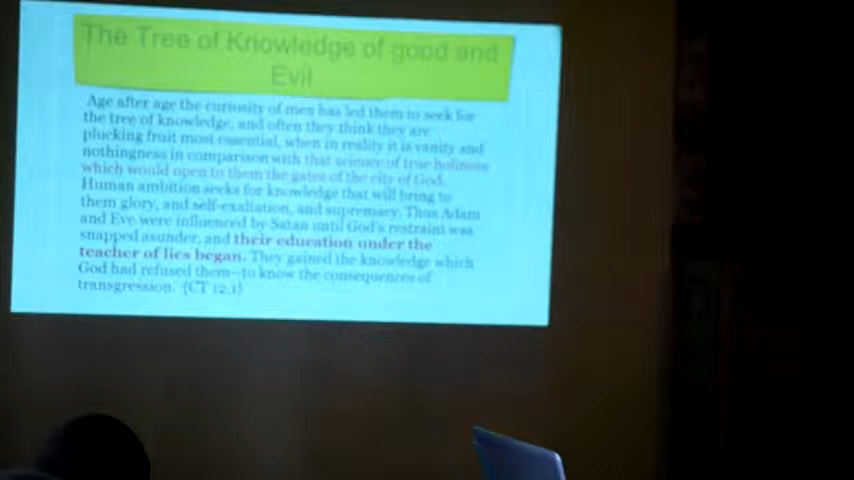 The Tree of Knowledge of good and
Evil
Age after age the curiosity of men has led them to seek for
the tree of knowledge, and often they think they are
plucking fruit most essential, when in reality it is vanity and
nothingness in comparison with that science of true holiness
which would open to them the gates of the city of God.
Human ambition seeks for knowledge that will bring to
them glory, and self-exaltation, and supremacy. Thus Adam
and Eve were influenced by Satan until God's restraint was
snapped asunder, and their education under the
teacher of lies began. They gained the knowledge which
God had refused them--to know the consequences of
transgression. {CT 12.1}